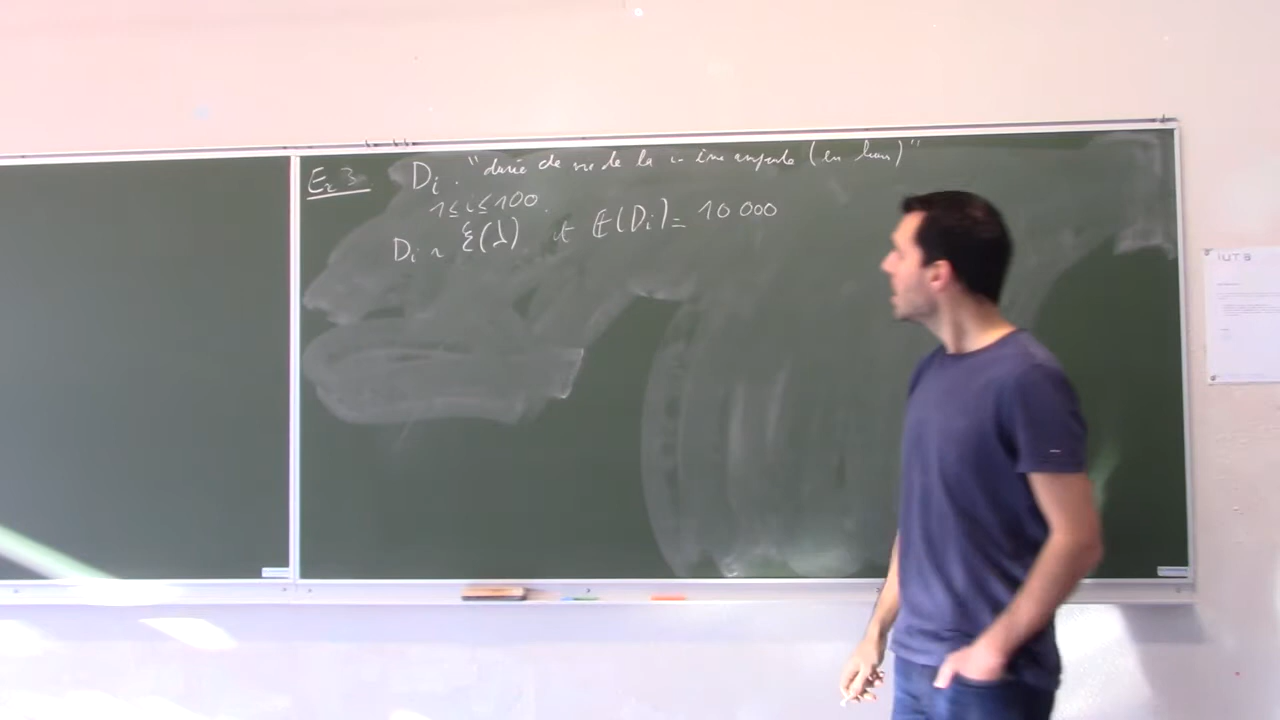 Ex 3 Di : "durée de vie de la i-ème ampoule (en heures)"
1≤i≤100.
Di ~ ℰ(λ) et E(Di) = 10 000
IUT B